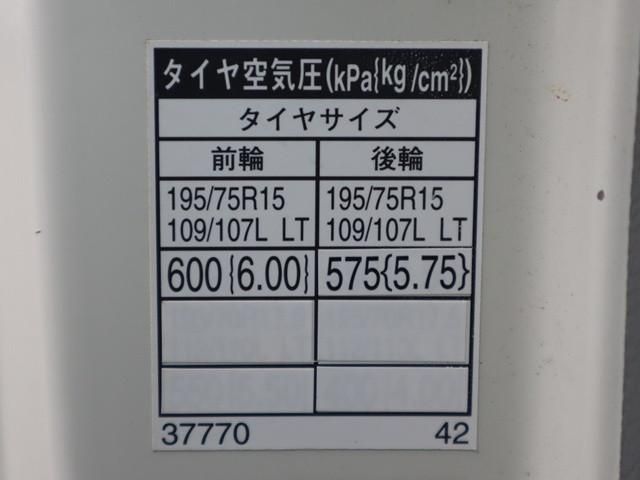 タイヤ空気圧(kPa{kg/cm²})
タイヤサイズ
前輪 後輪
195/75R15 195/75R15
109/107L LT 109/107L LT
600{6.00} 575{5.75}
37770 42